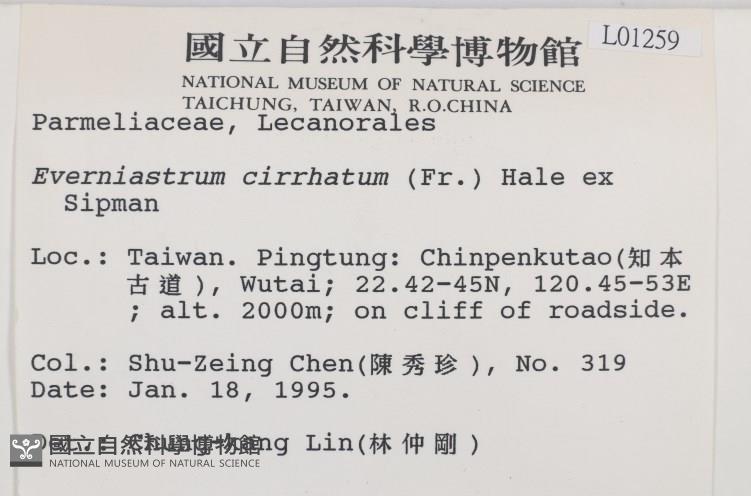 國立自然科學博物館
L01259
NATIONAL MUSEUM OF NATURAL SCIENCE
TAICHUNG, TAIWAN, R.O.CHINA
Parmeliaceae, Lecanorales
Everniastrum cirrhatum (Fr.) Hale ex
Sipman
Loc.: Taiwan. Pingtung: Chinpenkutao(知本
古道), Wutai; 22.42-45N, 120.45-53E
; alt. 2000m; on cliff of roadside.
Col.: Shu-Zeing Chen(陳秀珍), No. 319
Date: Jan. 18, 1995.
Lin(林仲剛)
國立自然科學博物館
NATIONAL MUSEUM OF NATURAL SCIENCE